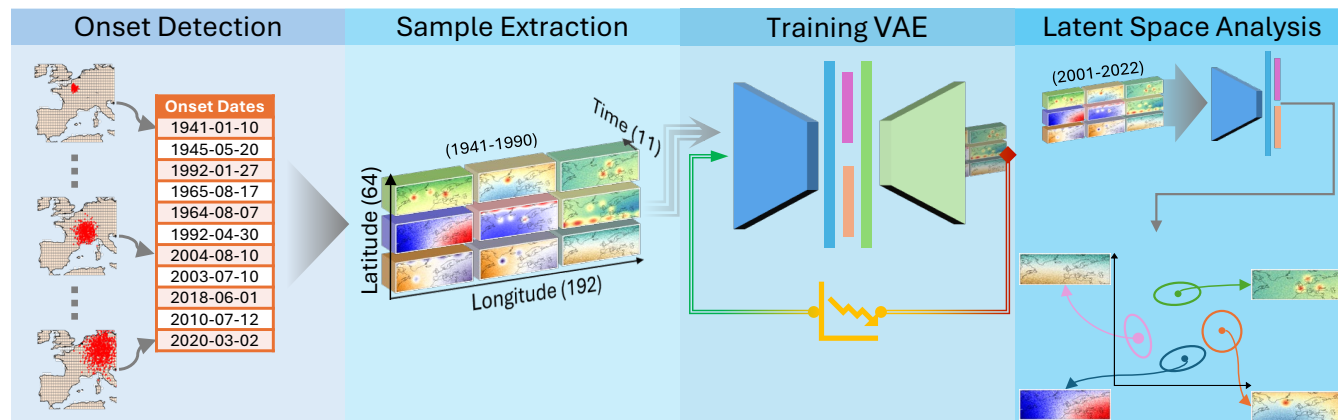 Onset Detection
Sample Extraction
Training VAE
Latent Space Analysis
Onset Dates
1941-01-10
1945-05-20
1992-01-27
1965-08-17
1964-08-07
1992-04-30
2004-08-10
2003-07-10
2018-06-01
2010-07-12
2020-03-02
(1941-1990)
Time (11)
Latitude (64)
Longitude (192)
(2001-2022)